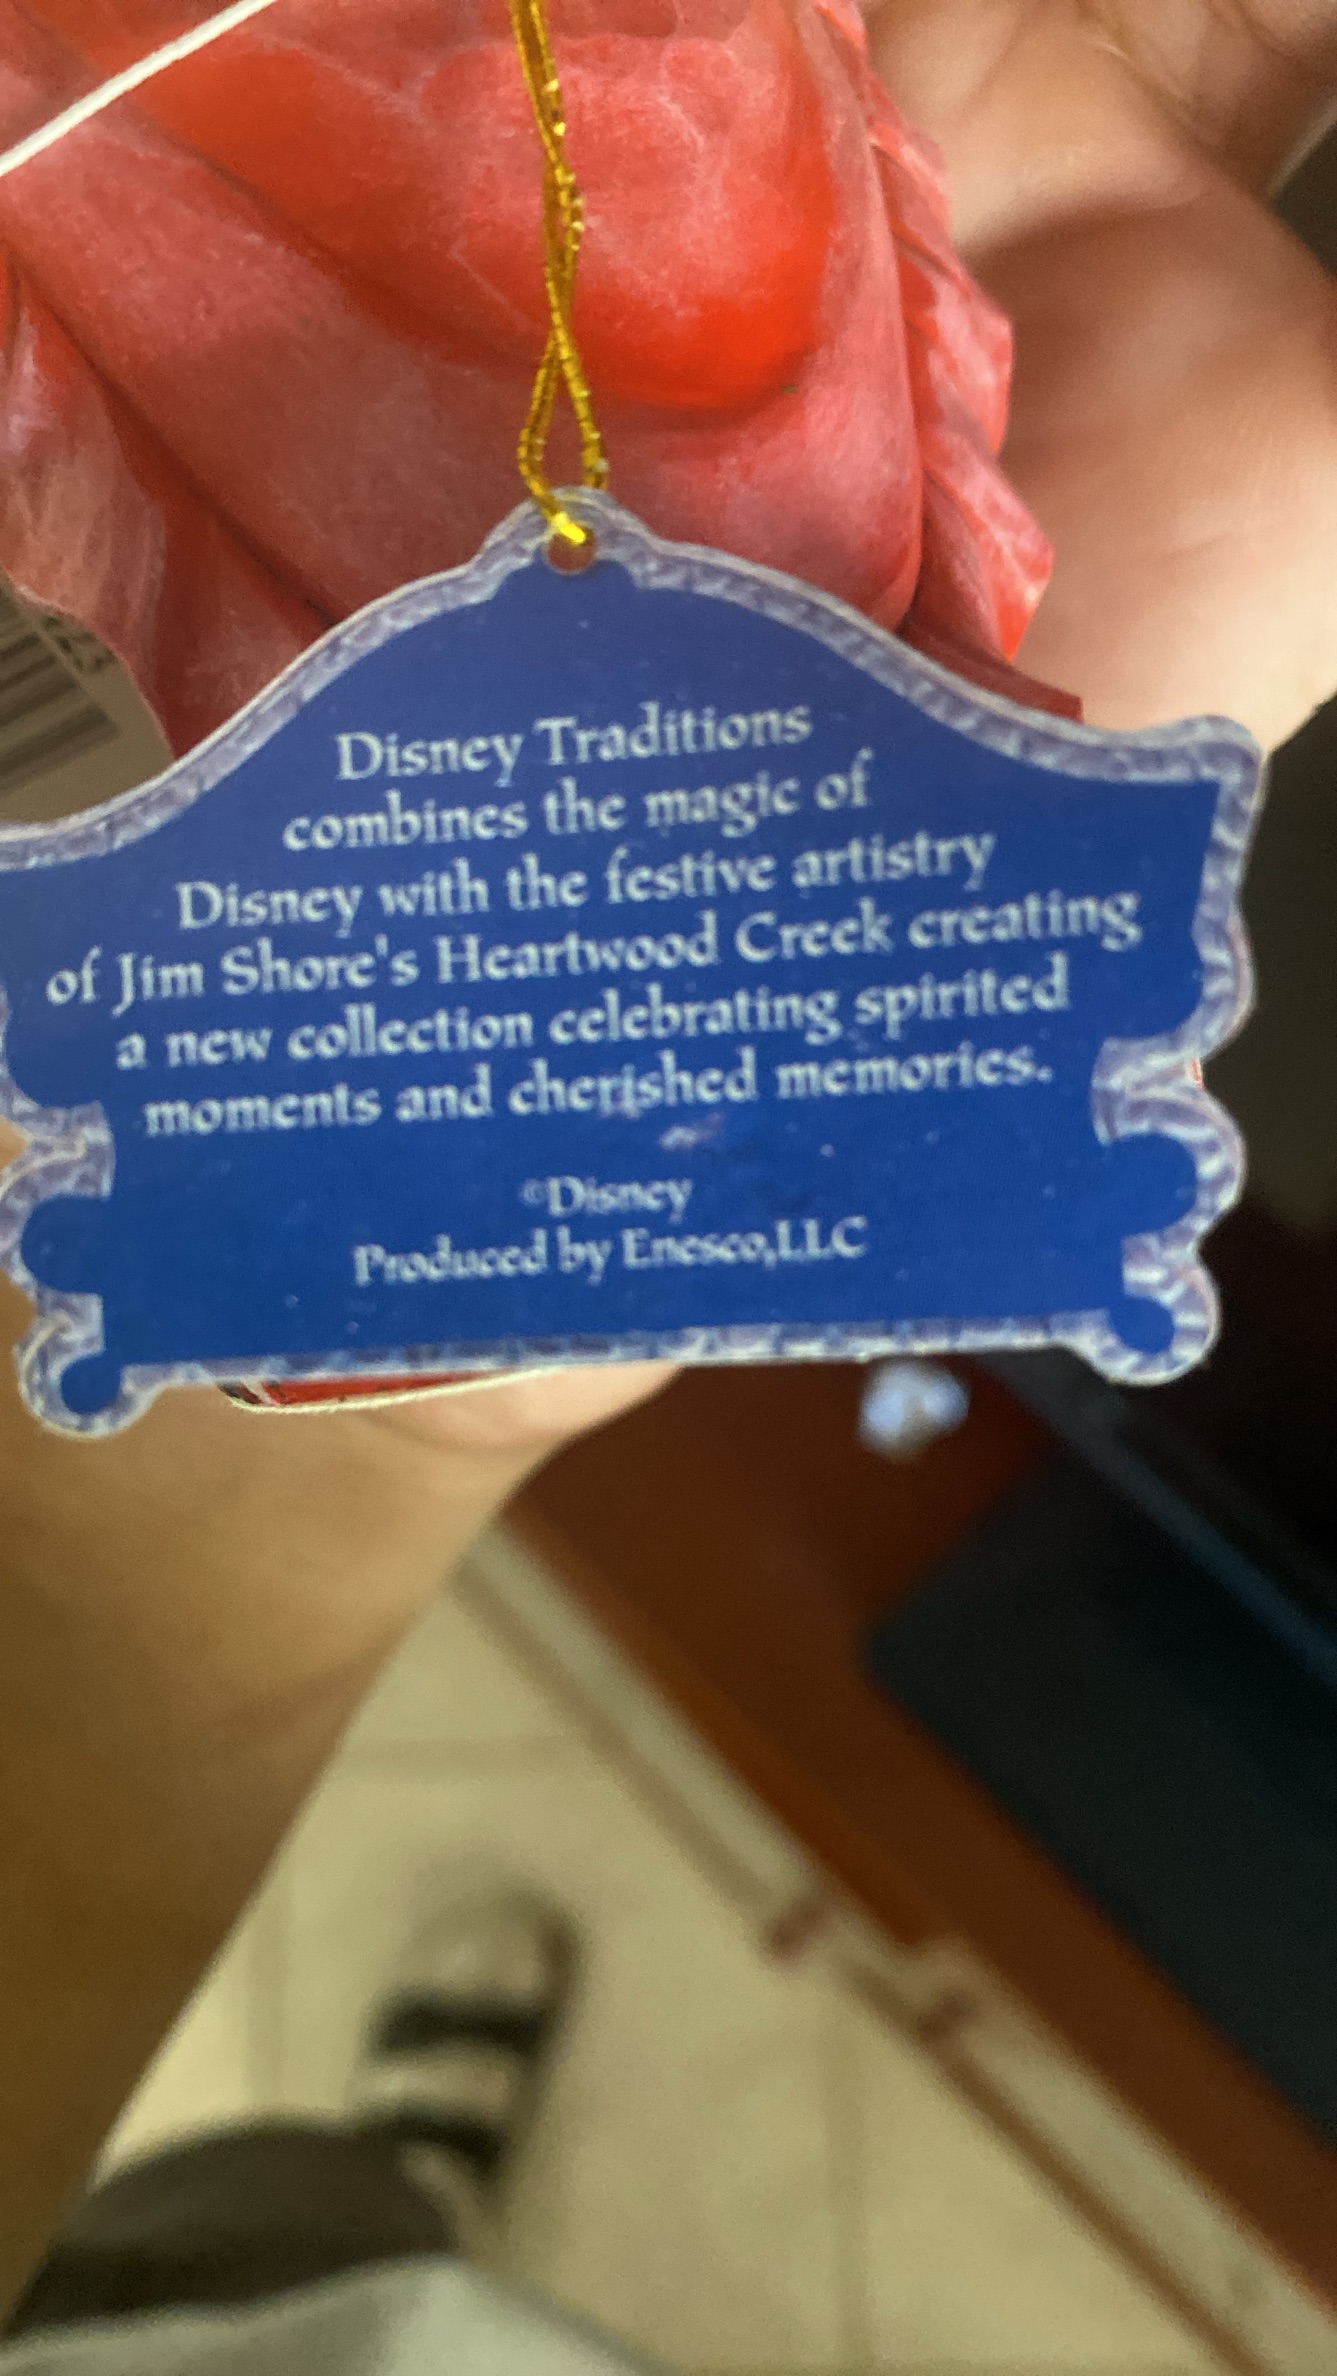 Disney Traditions
combines the magic of
Disney with the festive artistry
of Jim Shore's Heartwood Creek creating
a new collection celebrating spirited
moments and cherished memories.
©Disney
Produced by Enesco,LLC